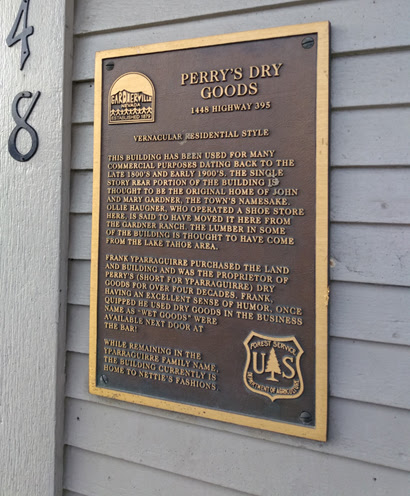 4
8
GARDNERVILLE
NEVADA
ESTABLISHED 1879
PERRY'S DRY
GOODS
1448 HIGHWAY 395
VERNACULAR RESIDENTIAL STYLE
THIS BUILDING HAS BEEN USED FOR MANY
COMMERCIAL PURPOSES DATING BACK TO THE
LATE 1800'S AND EARLY 1900'S. THE SINGLE
STORY REAR PORTION OF THE BUILDING IS
THOUGHT TO BE THE ORIGINAL HOME OF JOHN
AND MARY GARDNER, THE TOWN'S NAMESAKE.
OLLIE HAUGNER, WHO OPERATED A SHOE STORE
HERE, IS SAID TO HAVE MOVED IT HERE FROM
THE GARDNER RANCH. THE LUMBER IN SOME
OF THE BUILDING IS THOUGHT TO HAVE COME
FROM THE LAKE TAHOE AREA.
FRANK YPARRAGUIRRE PURCHASED THE LAND
AND BUILDING AND WAS THE PROPRIETOR OF
PERRY'S (SHORT FOR YPARRAGUIRRE) DRY
GOODS FOR OVER FOUR DECADES. FRANK,
HAVING AN EXCELLENT SENSE OF HUMOR, ONCE
QUIPPED HE USED DRY GOODS IN THE BUSINESS
NAME AS "WET GOODS" WERE
AVAILABLE NEXT DOOR AT
THE BAR!
WHILE REMAINING IN THE
YPARRAGUIRRE FAMILY NAME,
THE BUILDING CURRENTLY IS
HOME TO NETTIE'S FASHIONS
FOREST SERVICE
U S
DEPARTMENT OF AGRICULTURE